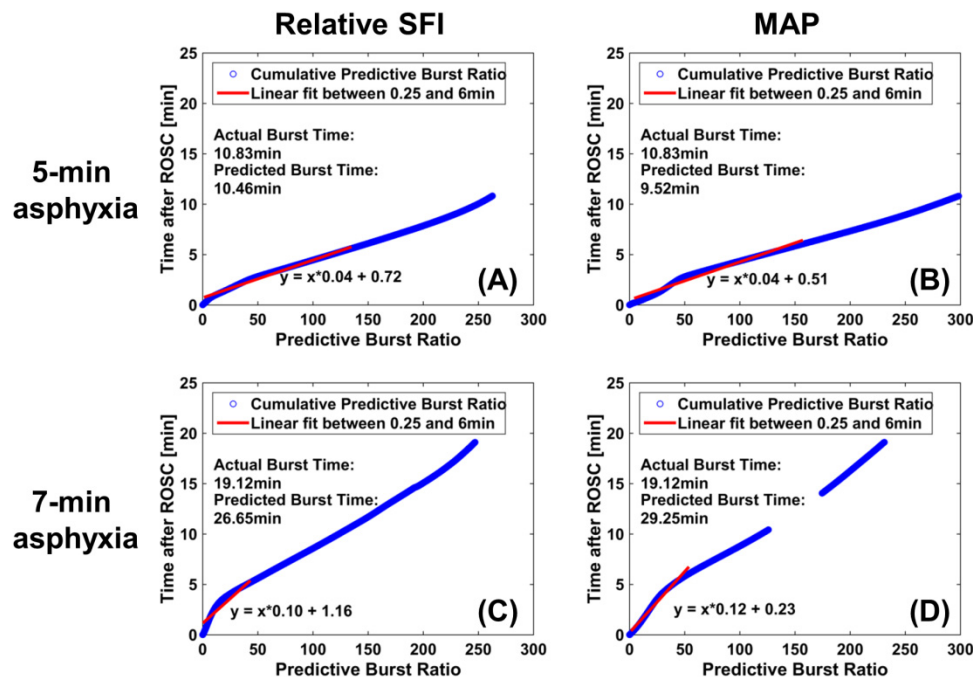 Relative SFI
MAP
5-min
asphyxia
7-min
asphyxia
Time after ROSC [min]
25
20
15
10
5
0
Cumulative Predictive Burst Ratio
Linear fit between 0.25 and 6min
Actual Burst Time:
10.83min
Predicted Burst Time:
10.46min
y = x*0.04 + 0.72
(A)
0 50 100 150 200 250 300
Predictive Burst Ratio
Time after ROSC [min]
25
20
15
10
5
0
Cumulative Predictive Burst Ratio
Linear fit between 0.25 and 6min
Actual Burst Time:
10.83min
Predicted Burst Time:
9.52min
y = x*0.04 + 0.51
(B)
0 50 100 150 200 250 300
Predictive Burst Ratio
Time after ROSC [min]
25
20
15
10
5
0
Cumulative Predictive Burst Ratio
Linear fit between 0.25 and 6min
Actual Burst Time:
19.12min
Predicted Burst Time:
26.65min
y = x*0.10 + 1.16
(C)
0 50 100 150 200 250 300
Predictive Burst Ratio
Time after ROSC [min]
25
20
15
10
5
0
Cumulative Predictive Burst Ratio
Linear fit between 0.25 and 6min
Actual Burst Time:
19.12min
Predicted Burst Time:
29.25min
y = x*0.12 + 0.23
(D)
0 50 100 150 200 250 300
Predictive Burst Ratio